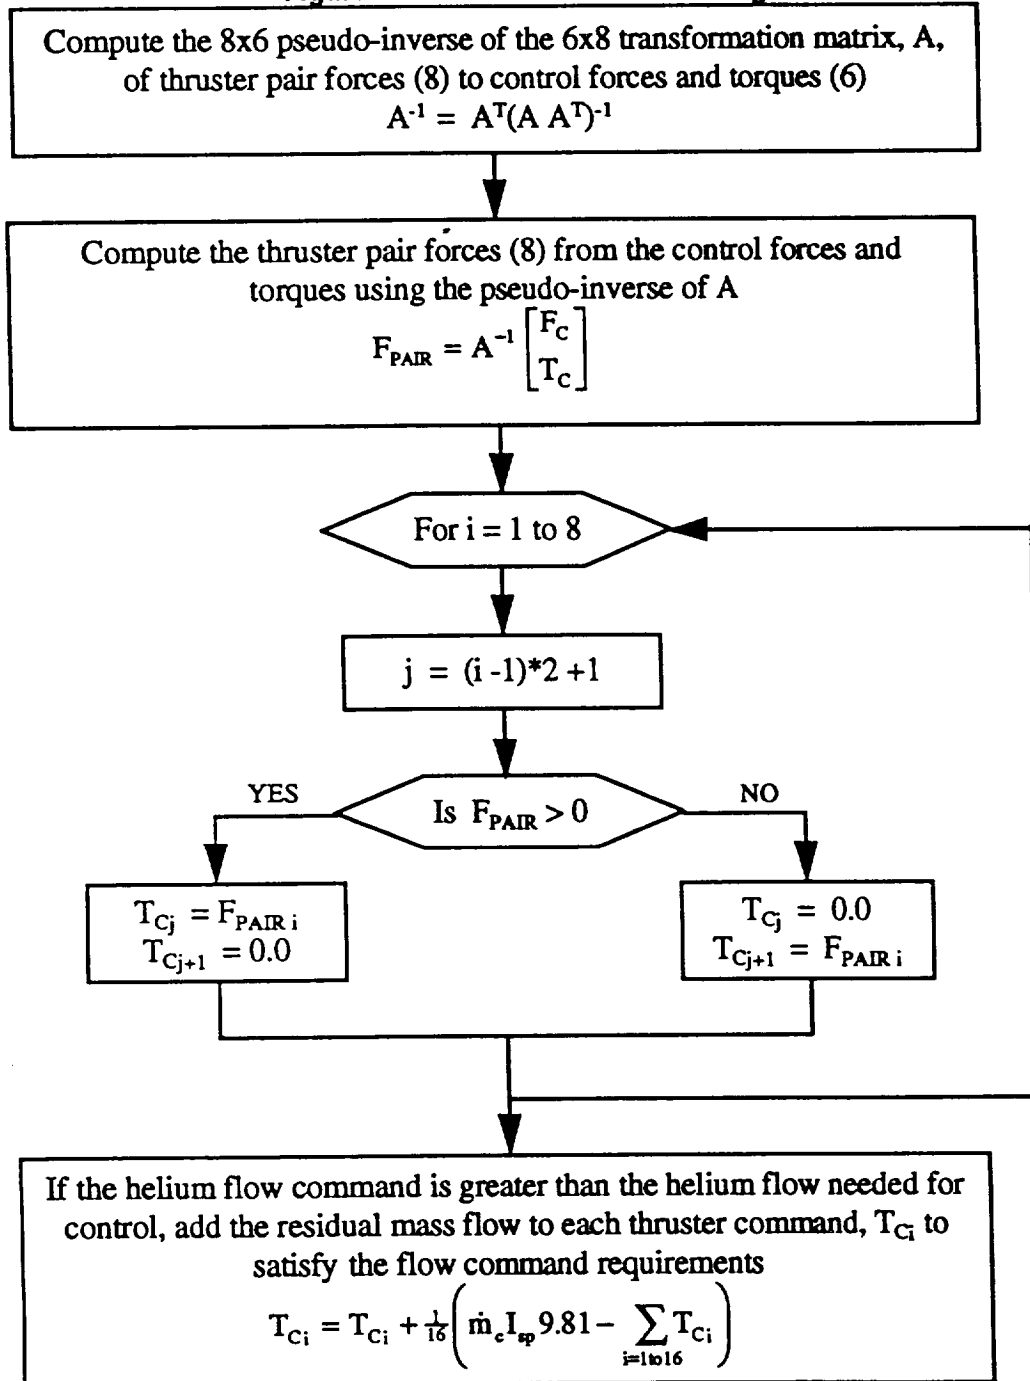 Compute the 8x6 pseudo-inverse of the 6x8 transformation matrix, A,
of thruster pair forces (8) to control forces and torques (6)
A⁻¹ = Aᵀ(A Aᵀ)⁻¹
Compute the thruster pair forces (8) from the control forces and
torques using the pseudo-inverse of A
F_PAIR = A⁻¹ [F_C T_C]
For i = 1 to 8
j = (i -1)*2 +1
YES
Is F_PAIR > 0
NO
T_Cj = F_PAIR i
T_Cj+1 = 0.0
T_Cj = 0.0
T_Cj+1 = F_PAIR i
If the helium flow command is greater than the helium flow needed for
control, add the residual mass flow to each thruster command, T_Ci to
satisfy the flow command requirements
T_Ci = T_Ci + 1/16 ( ṁ_c I_sp 9.81 − ∑ i=1to16 T_Ci )